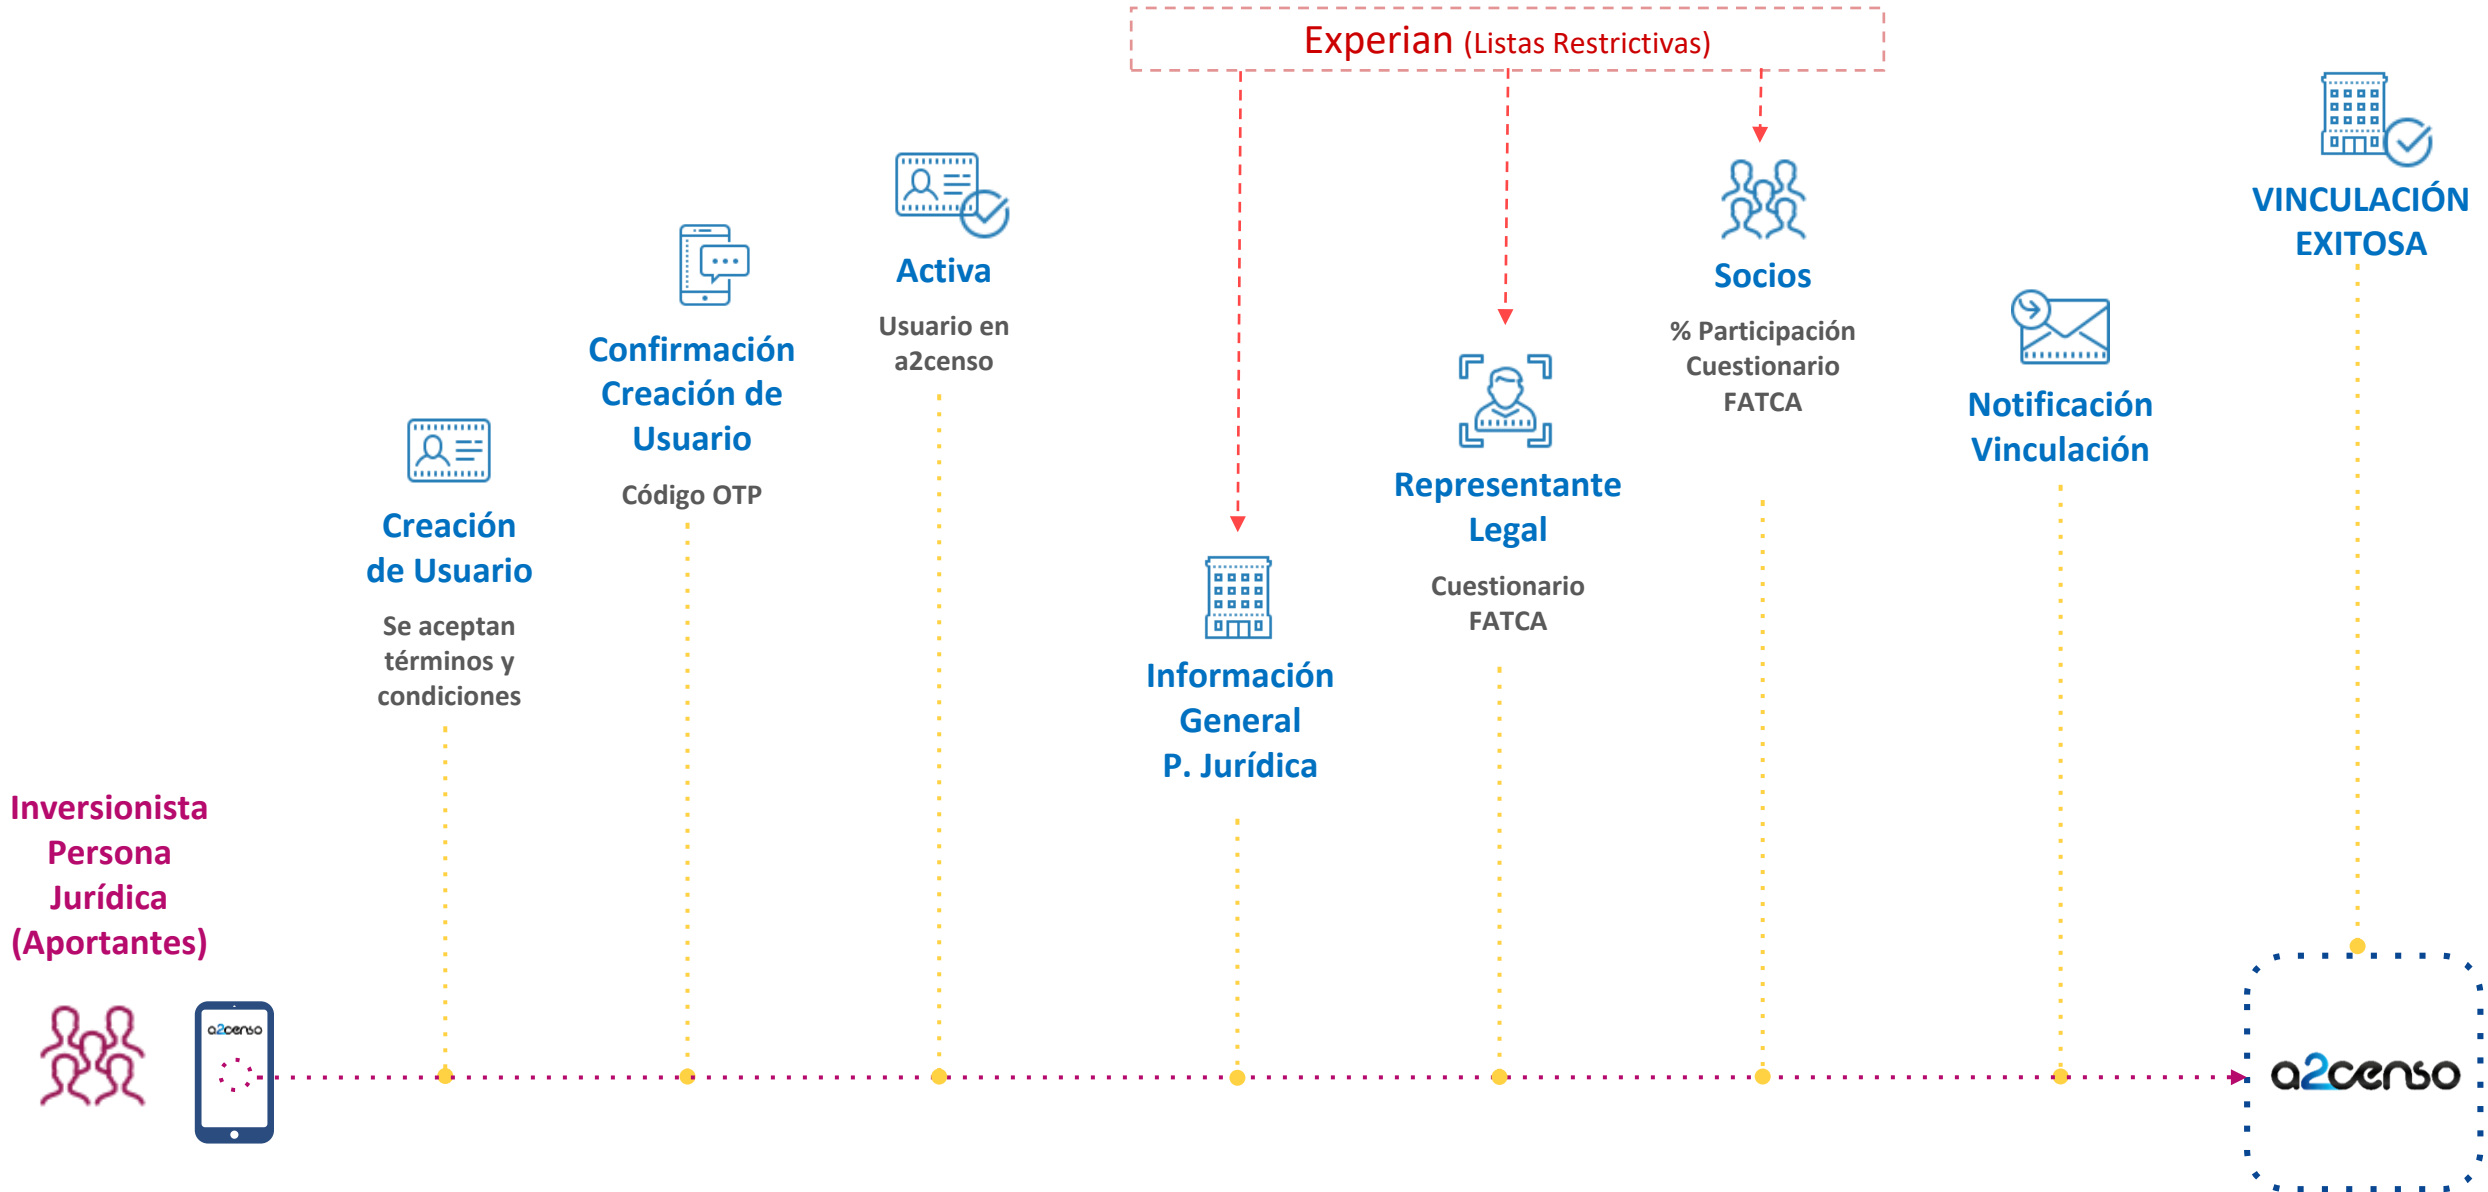 Experian (Listas Restrictivas)
Inversionista
Persona
Jurídica
(Aportantes)
a2censo
Creación
de Usuario
Se aceptan
términos y
condiciones
Confirmación
Creación de
Usuario
Código OTP
Activa
Usuario en
a2censo
Información
General
P. Jurídica
Representante
Legal
Cuestionario
FATCA
Socios
% Participación
Cuestionario
FATCA
Notificación
Vinculación
VINCULACIÓN
EXITOSA
a2censo